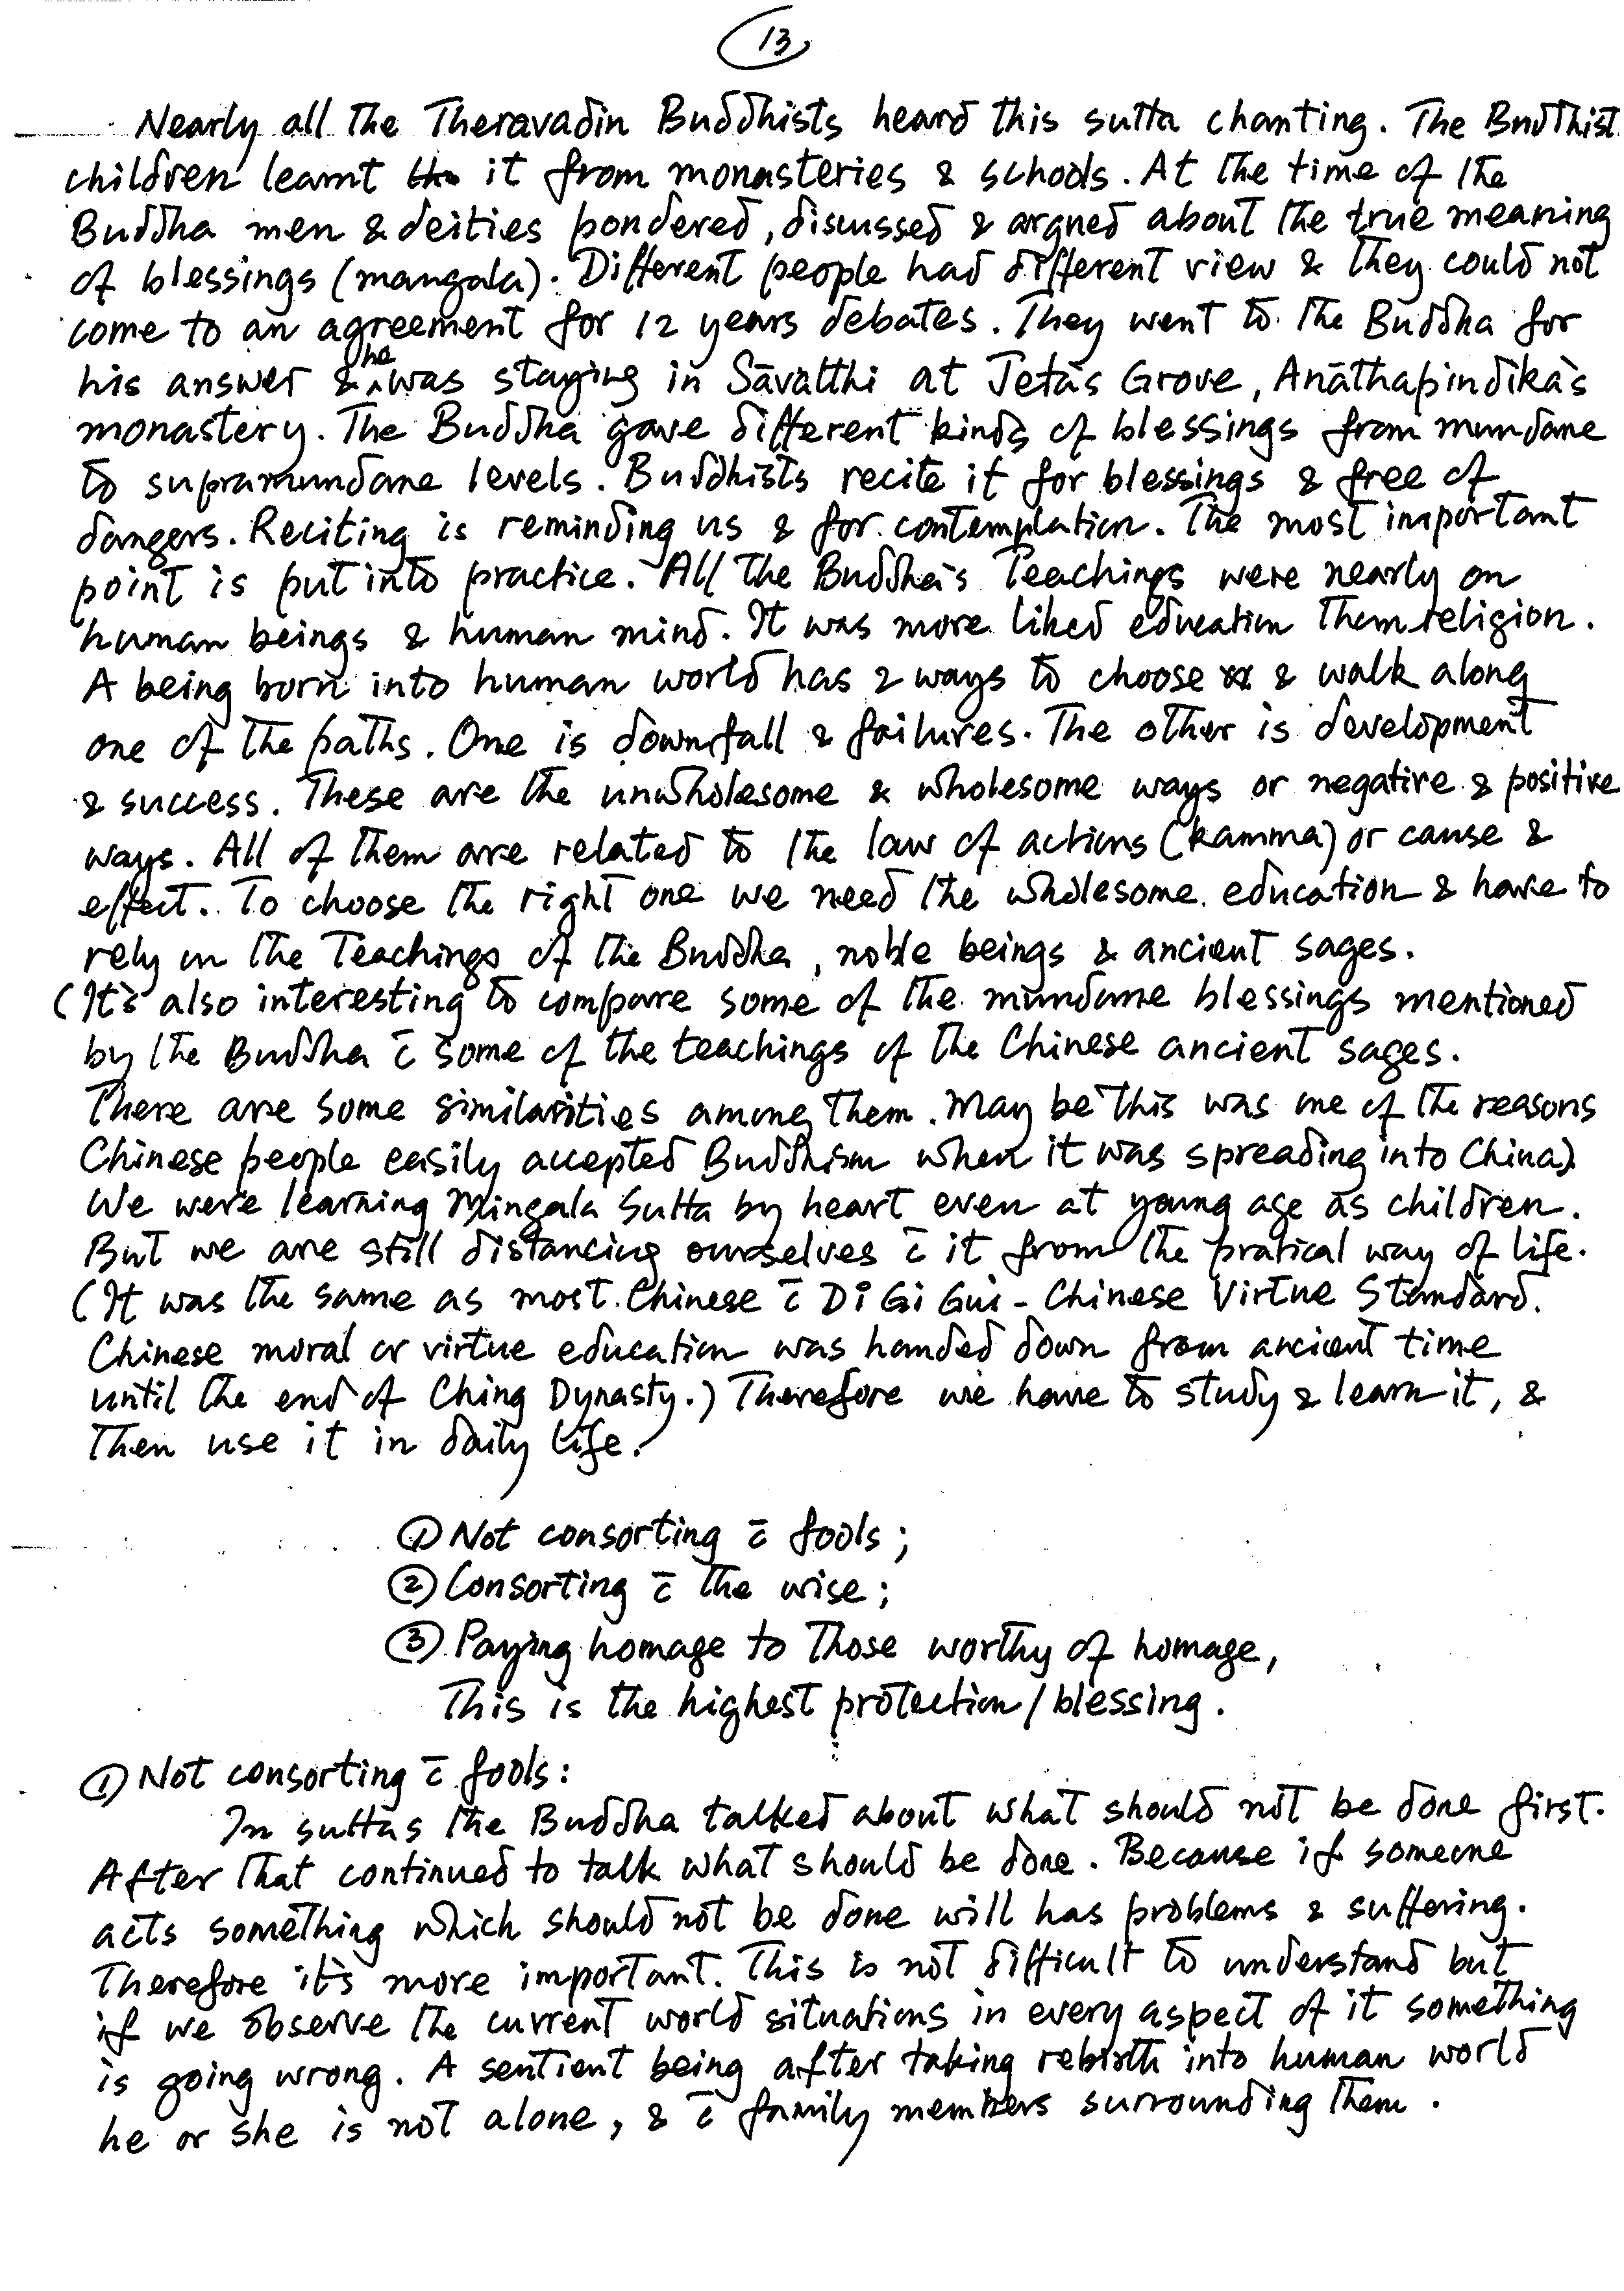 13
Nearly all the Theravadin Buddhists heard this sutta chanting. The Buddhist
children learnt it from monasteries & schools. At the time of the
Buddha men & deities pondered, discussed & argued about the true meaning
of blessings (mangala). Different people had different view & they could not
come to an agreement for 12 years debates. They went to the Buddha for
his answer & he was staying in Sāvatthi at Jeta's Grove, Anāthapindika's
monastery. The Buddha gave different kinds of blessings from mundane
to supramundane levels. Buddhists recite it for blessings & free of
dangers. Reciting is reminding us & for contemplation. The most important
point is put into practice. All the Buddha's Teachings were nearly on
human beings & human mind. It was more liked education than religion.
A being born into human world has 2 ways to choose & walk along
one of the paths. One is downfall & failures. The other is development
& success. These are the unwholesome & wholesome ways or negative & positive
ways. All of them are related to the law of actions (kamma) or cause &
effect. To choose the right one we need the wholesome education & have to
rely on the Teachings of the Buddha, noble beings & ancient sages.
(It's also interesting to compare some of the mundane blessings mentioned
by the Buddha c̄ some of the teachings of the Chinese ancient sages.
There are some similarities among them. May be this was one of the reasons
Chinese people easily accepted Buddhism when it was spreading into China).
We were learning Mingala Sutta by heart even at young age as children.
But we are still distancing ourselves c̄ it from the pratical way of life.
(It was the same as most Chinese c̄ Di Gi Gui - Chinese Virtue Standard.
Chinese moral or virtue education was handed down from ancient time
until the end of Ching Dynasty.) Therefore we have to study & learn it, &
then use it in daily life.
① Not consorting c̄ fools;
② Consorting c̄ the wise;
③ Paying homage to those worthy of homage,
This is the highest protection/blessing.
① Not consorting c̄ fools:
In suttas the Buddha talked about what should not be done first.
After that continued to talk what should be done. Because if someone
acts something which should not be done will has problems & suffering.
Therefore it's more important. This is not difficult to understand but
if we observe the current world situations in every aspect of it something
is going wrong. A sentient being after taking rebirth into human world
he or she is not alone, & c̄ family members surrounding them.